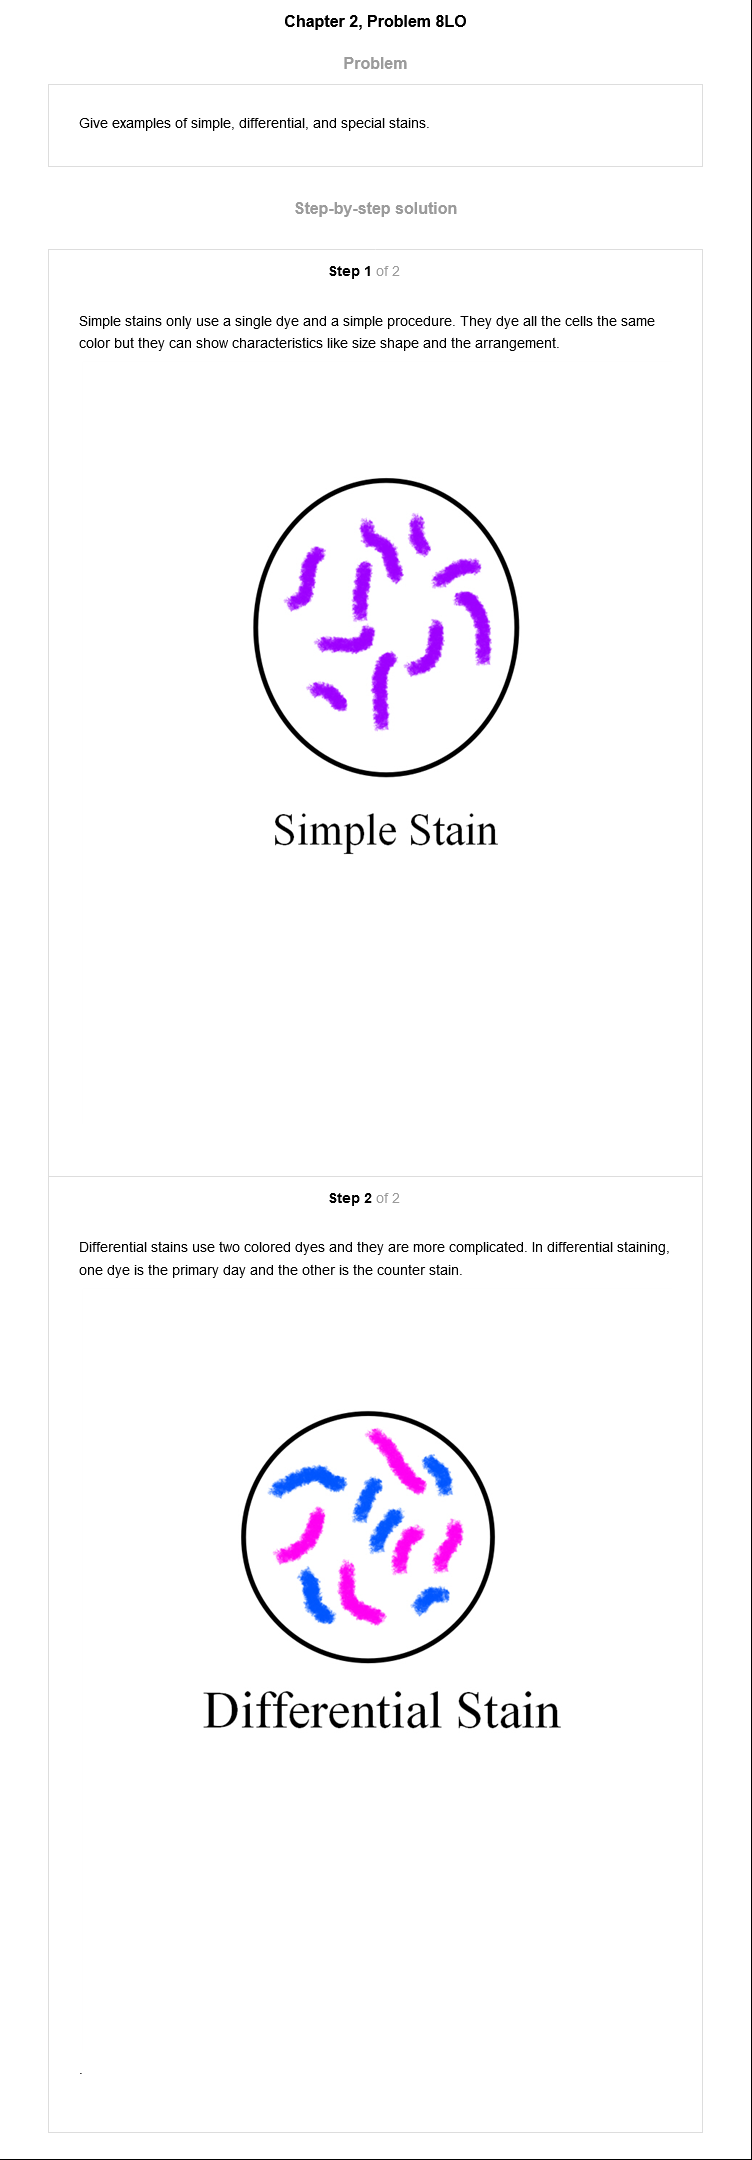 Chapter 2, Problem 8LO
Problem
Give examples of simple, differential, and special stains.
Step-by-step solution
Step 1 of 2
Simple stains only use a single dye and a simple procedure. They dye all the cells the same
color but they can show characteristics like size shape and the arrangement.
Simple Stain
Step 2 of 2
Differential stains use two colored dyes and they are more complicated. In differential staining,
one dye is the primary day and the other is the counter stain.
Differential Stain
.